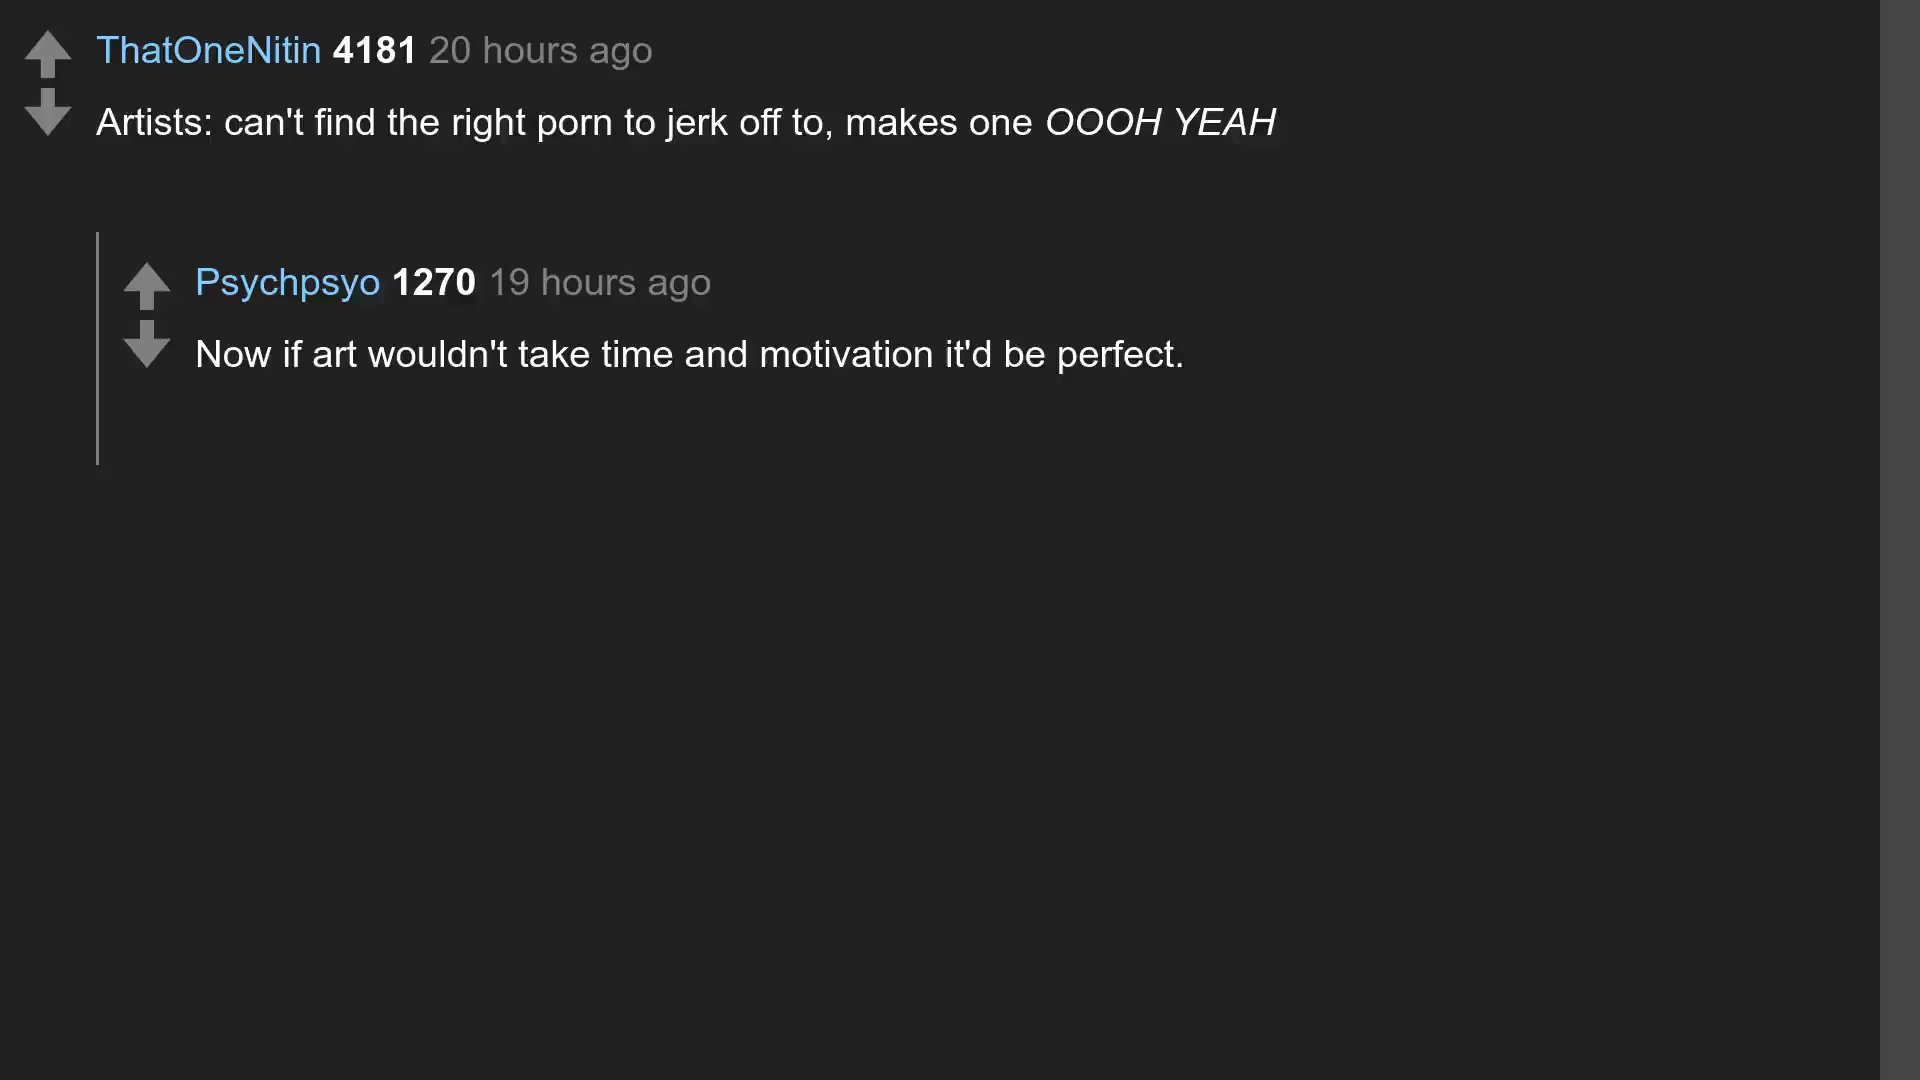 ThatOneNitin 4181 20 hours ago
Artists: can't find the right porn to jerk off to, makes one OOOH YEAH
Psychpsyo 1270 19 hours ago
Now if art wouldn't take time and motivation it'd be perfect.